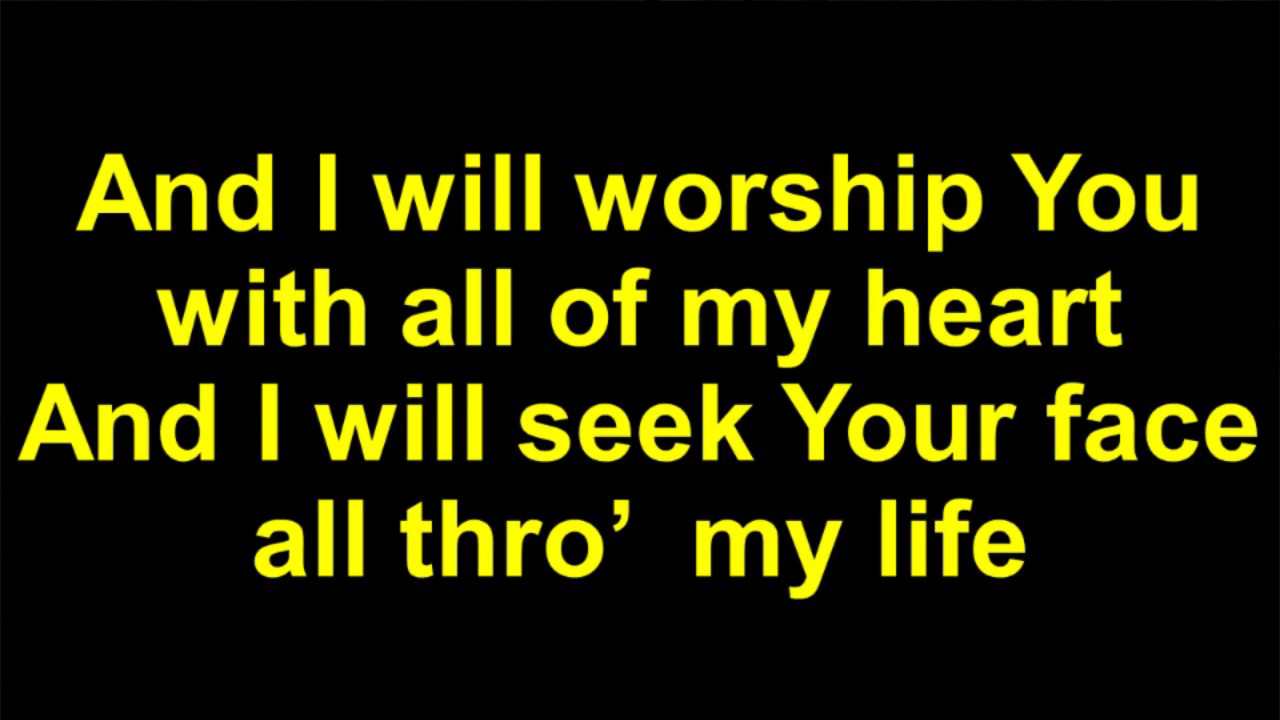 And I will worship You
with all of my heart
And I will seek Your face
all thro’ my life